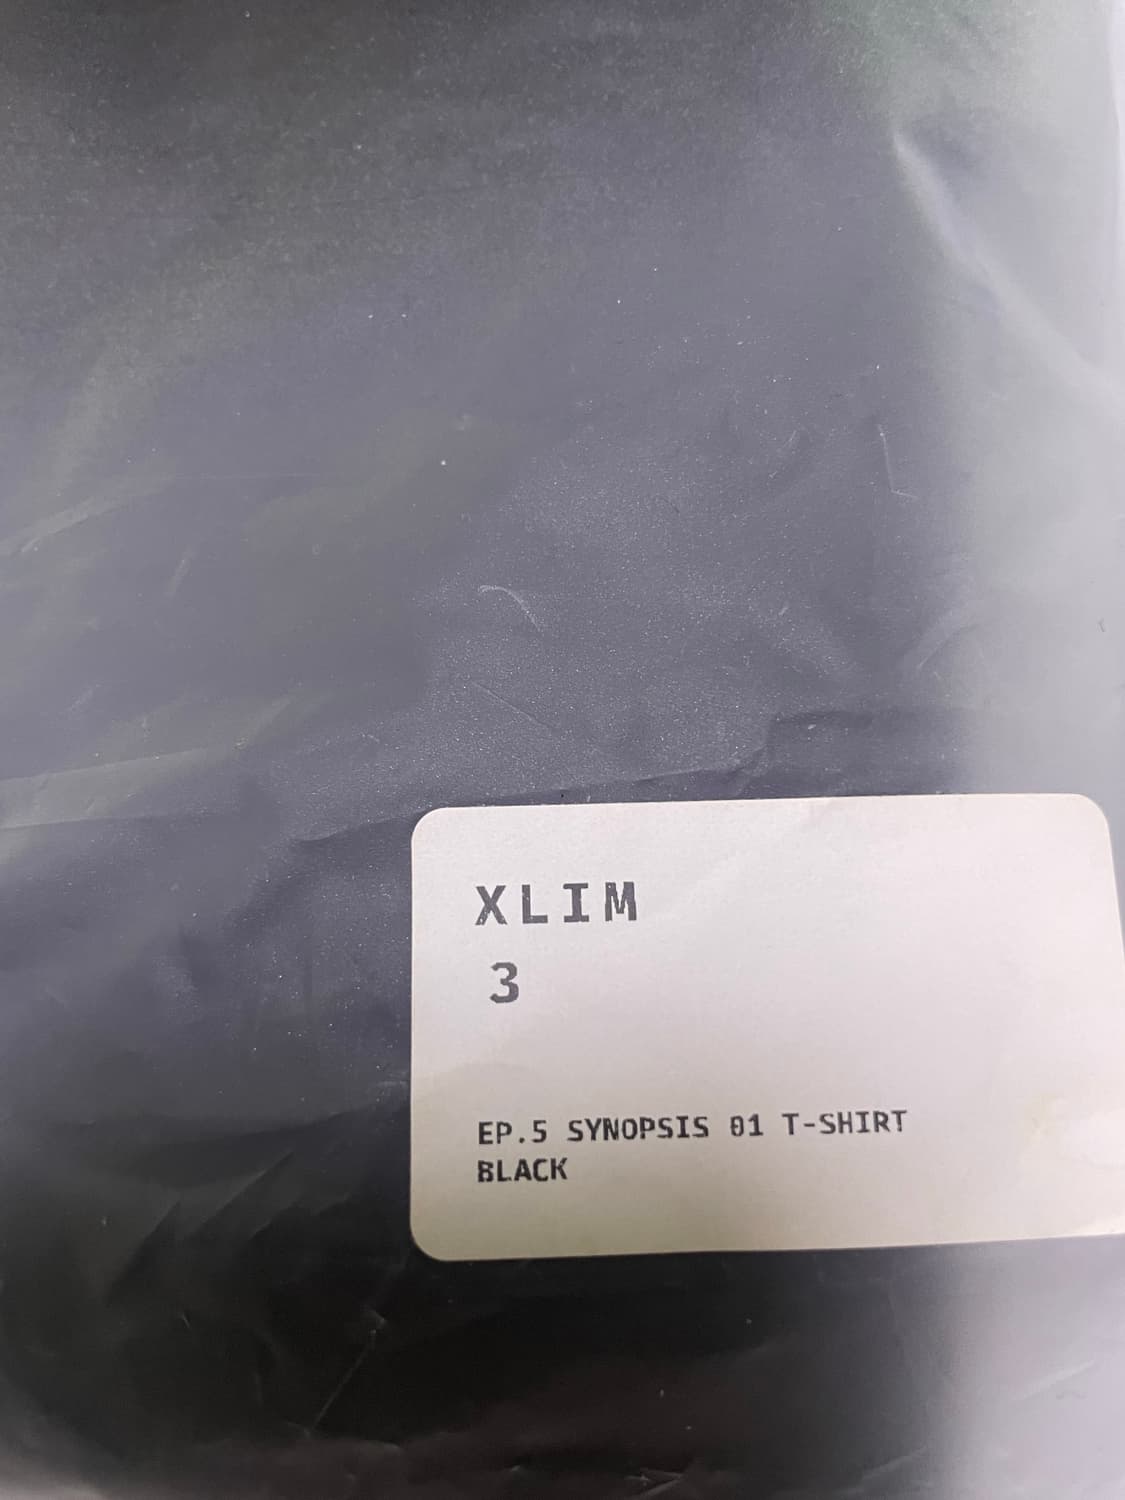 XLIM
3
EP.5 SYNOPSIS 01 T-SHIRT
BLACK